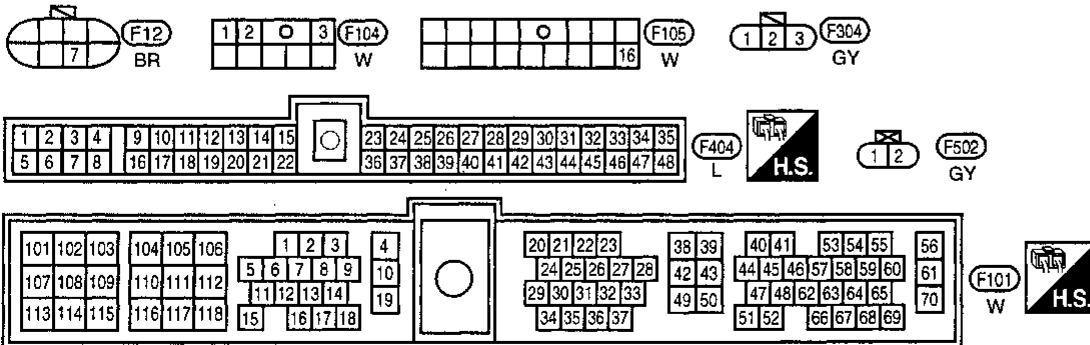 7 F12 BR
1 2 3 F104 W
16 F105 W
1 2 3 F304 GY
1 2 3 4 9 10 11 12 13 14 15 23 24 25 26 27 28 29 30 31 32 33 34 35
5 6 7 8 16 17 18 19 20 21 22 36 37 38 39 40 41 42 43 44 45 46 47 48
F404
L
H.S.
1 2 F502
GY
101 102 103 104 105 106 1 2 3 4 20 21 22 23 38 39 40 41 53 54 55 56
107 108 109 110 111 112 5 6 7 8 9 10 24 25 26 27 28 42 43 44 45 46 57 58 59 60 61
113 114 115 116 117 118 11 12 13 14 19 29 30 31 32 33 49 50 47 48 62 63 64 65 70
15 16 17 18 34 35 36 37 51 52 66 67 68 69
F101
W
H.S.